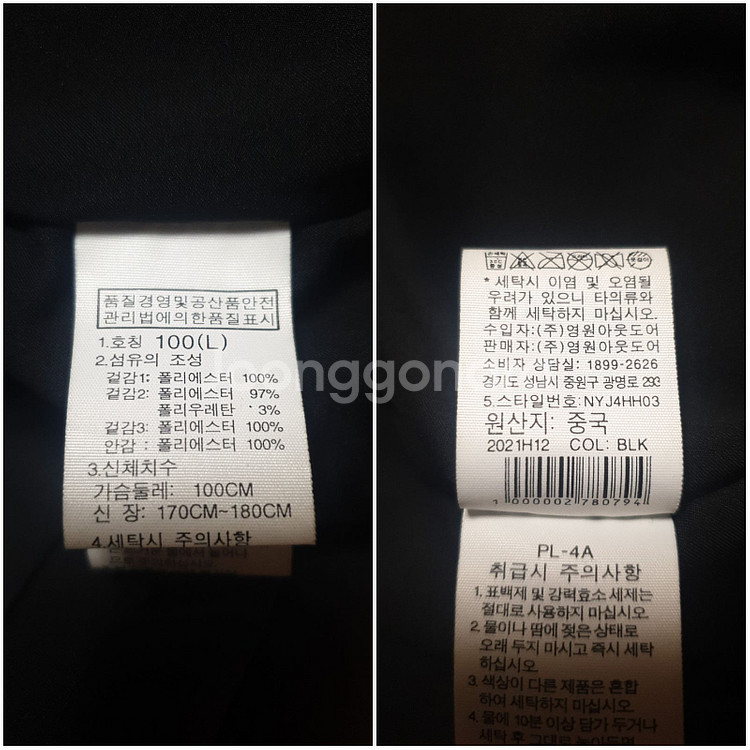 품질경영및공산품안전
관리법에의한품질표시
1.호칭 100(L)
2.섬유의 조성
겉감1: 폴리에스터 100%
겉감2: 폴리에스터 97%
폴리우레탄 3%
겉감3: 폴리에스터 100%
안감 : 폴리에스터 100%
3.신체치수
가슴둘레: 100CM
신 장: 170CM~180CM
4.세탁시 주의사항
* 세탁시 이염 및 오염될
우려가 있으니 타의류와
함께 세탁하지 마십시오.
수입자:(주)영원아웃도어
판매자:(주)영원아웃도어
소비자 상담실: 1899-2626
경기도 성남시 중원구 광명로 293
5.스타일번호:NYJ4HH03
원산지: 중국
2021H12 COL: BLK
1 000002 780794
PL-4A
취급시 주의사항
1. 표백제 및 강력효소 세제는
절대로 사용하지 마십시오.
2. 물이나 땀에 젖은 상태로
오래 두지 마시고 즉시 세탁
하십시오.
3. 색상이 다른 제품은 혼합
하여 세탁하지 마십시오.
4. 물에 10분 이상 담가 두거나
세탁 후 그대로 놓아두면